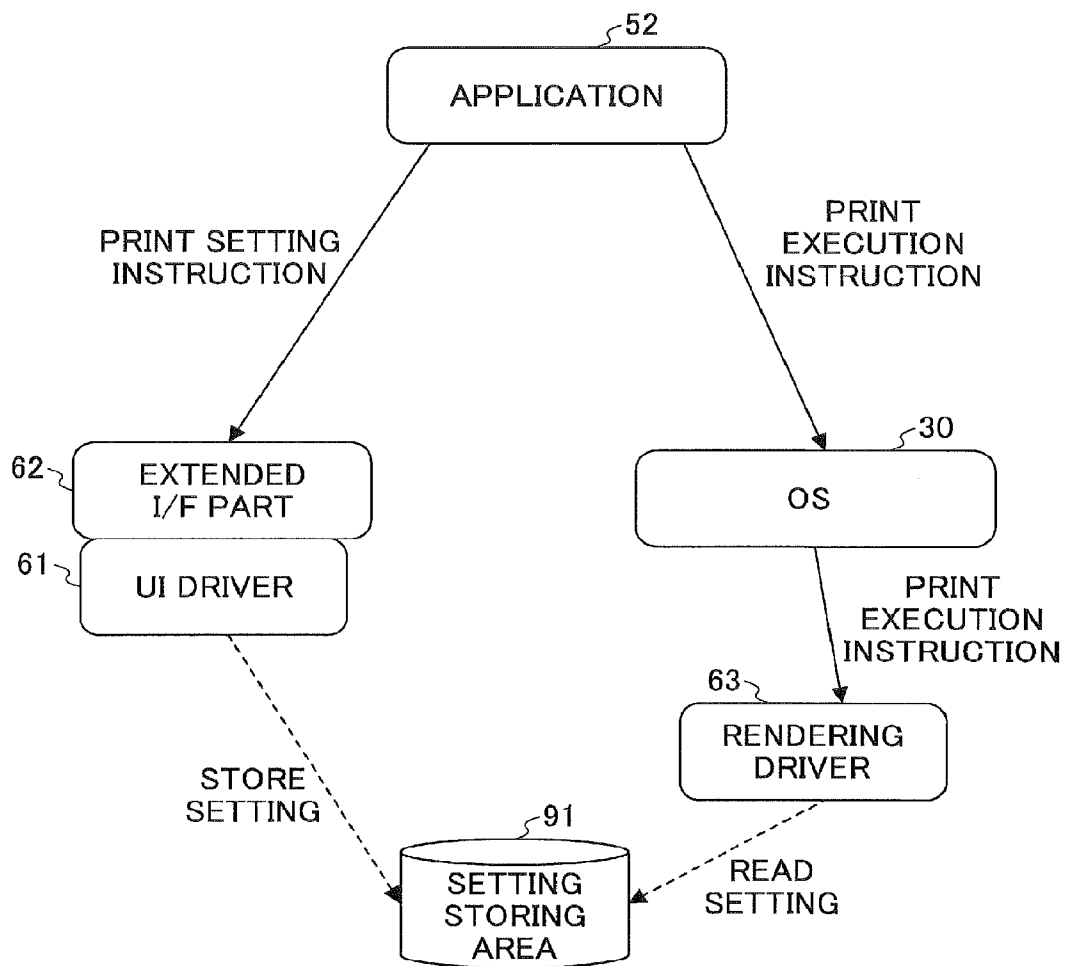 52
APPLICATION
PRINT SETTING
INSTRUCTION
PRINT
EXECUTION
INSTRUCTION
62
EXTENDED
I/F PART
61
UI DRIVER
30
OS
PRINT
EXECUTION
INSTRUCTION
63
RENDERING
DRIVER
STORE
SETTING
READ
SETTING
91
SETTING
STORING
AREA